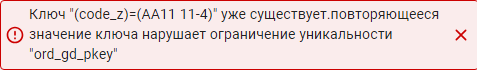 Ключ "(code_z)=(AA11 11-4)" уже существует.повторяющееся
значение ключа нарушает ограничение уникальности
"ord_gd_pkey"